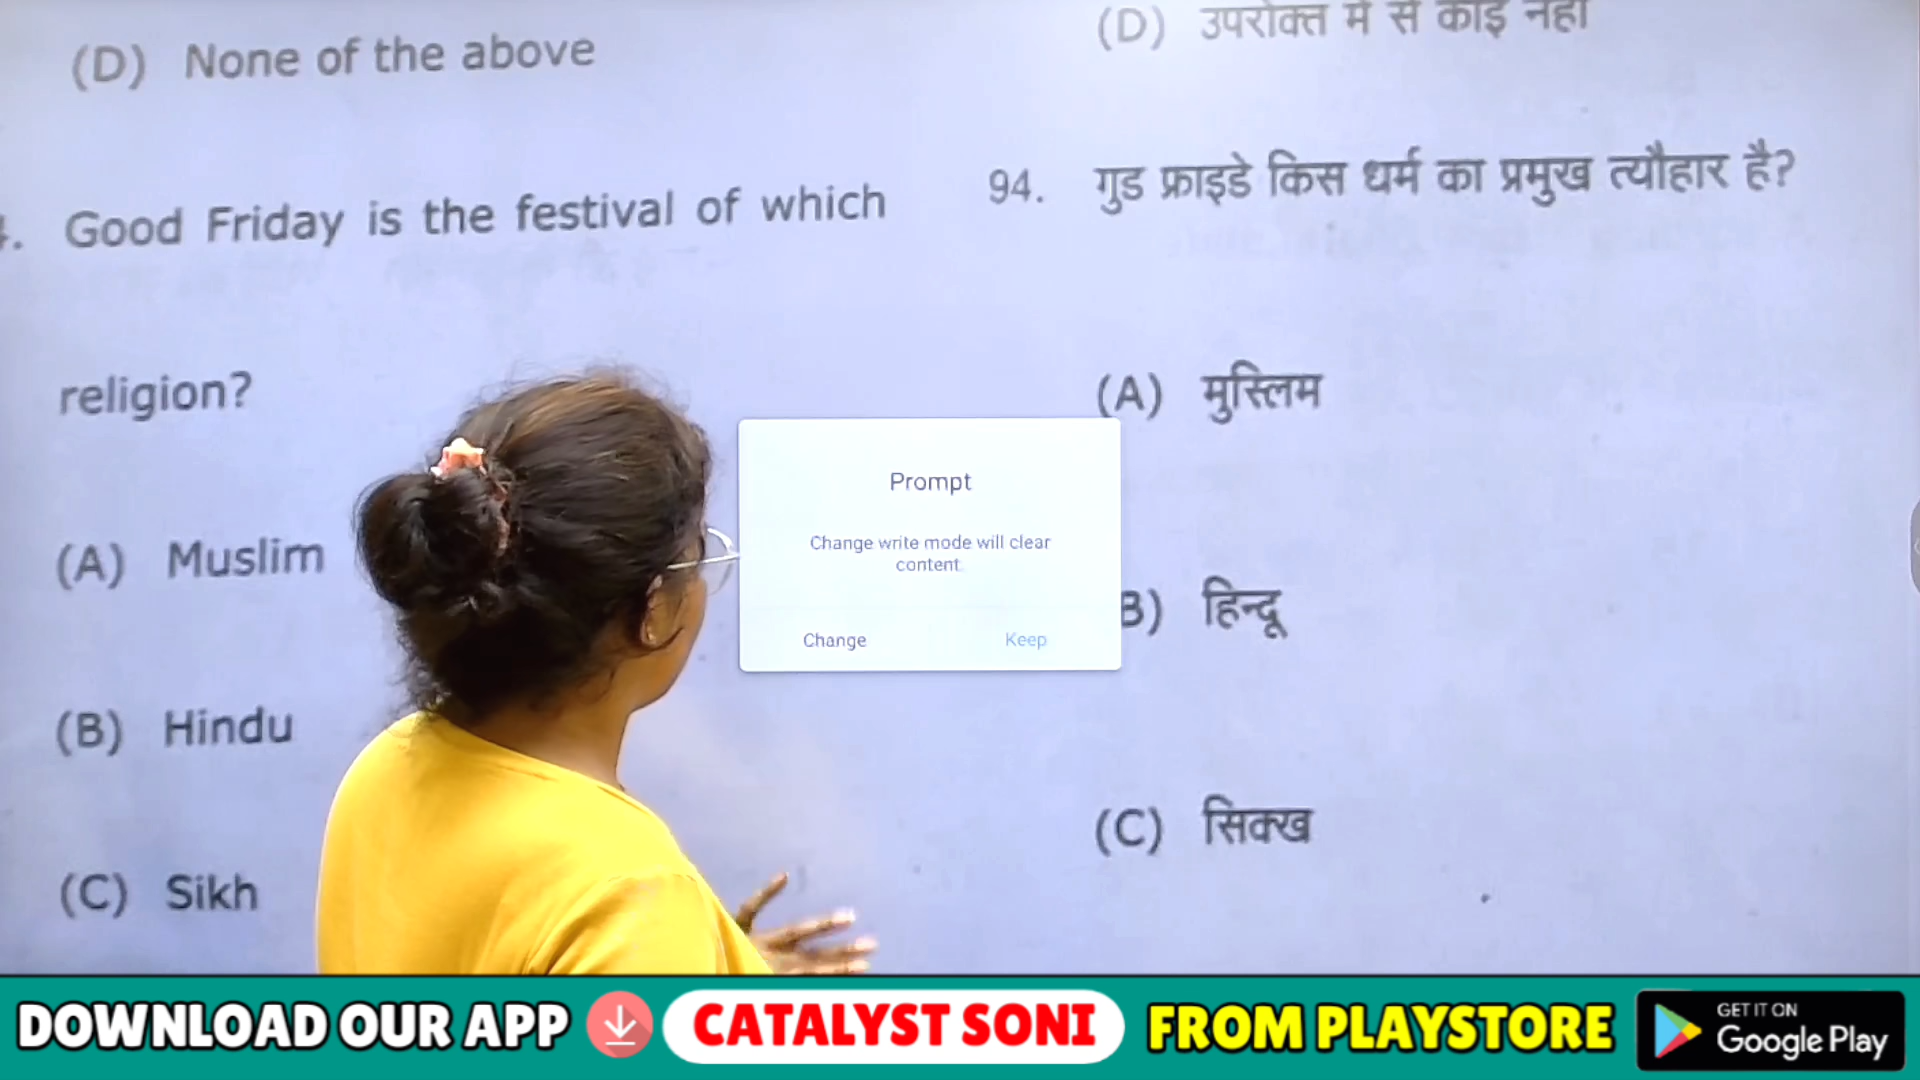 (D) None of the above
. Good Friday is the festival of which
religion?
(A) Muslim
(B) Hindu
(C) Sikh
(D) उपरोक्त में से कोई नहीं
94. गुड फ्राइडे किस धर्म का प्रमुख त्यौहार है?
(A) मुस्लिम
B) हिन्दू
(C) सिक्ख
Prompt
Change write mode will clear
content.
Change Keep
DOWNLOAD OUR APP CATALYST SONI FROM PLAYSTORE
GET IT ON
Google Play